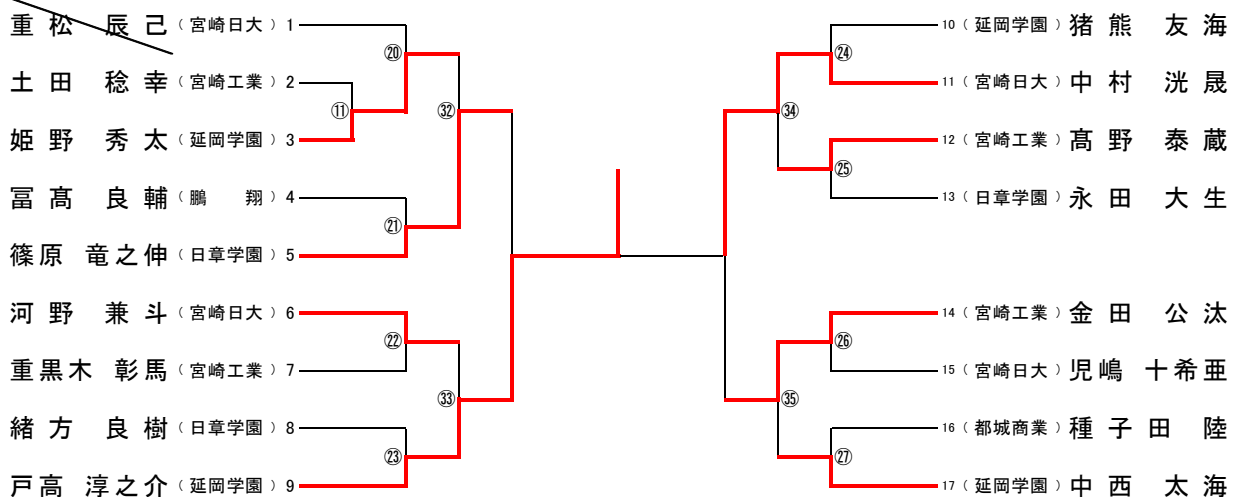 重松 辰己 (宮崎日大) 1
土田 稔幸 (宮崎工業) 2
姫野 秀太 (延岡学園) 3
冨髙 良輔 (鵬 翔) 4
篠原 竜之伸 (日章学園) 5
河野 兼斗 (宮崎日大) 6
重黒木 彰馬 (宮崎工業) 7
緒方 良樹 (日章学園) 8
戸高 淳之介 (延岡学園) 9
⑳
⑪
㉜
㉑
㉒
㉝
㉓
㉔
㉞
㉕
㉖
㉟
㉗
10 (延岡学園) 猪熊 友海
11 (宮崎日大) 中村 洸晟
12 (宮崎工業) 髙野 泰蔵
13 (日章学園) 永田 大生
14 (宮崎工業) 金田 公汰
15 (宮崎日大) 児嶋 十希亜
16 (都城商業) 種子田 陸
17 (延岡学園) 中西 太海